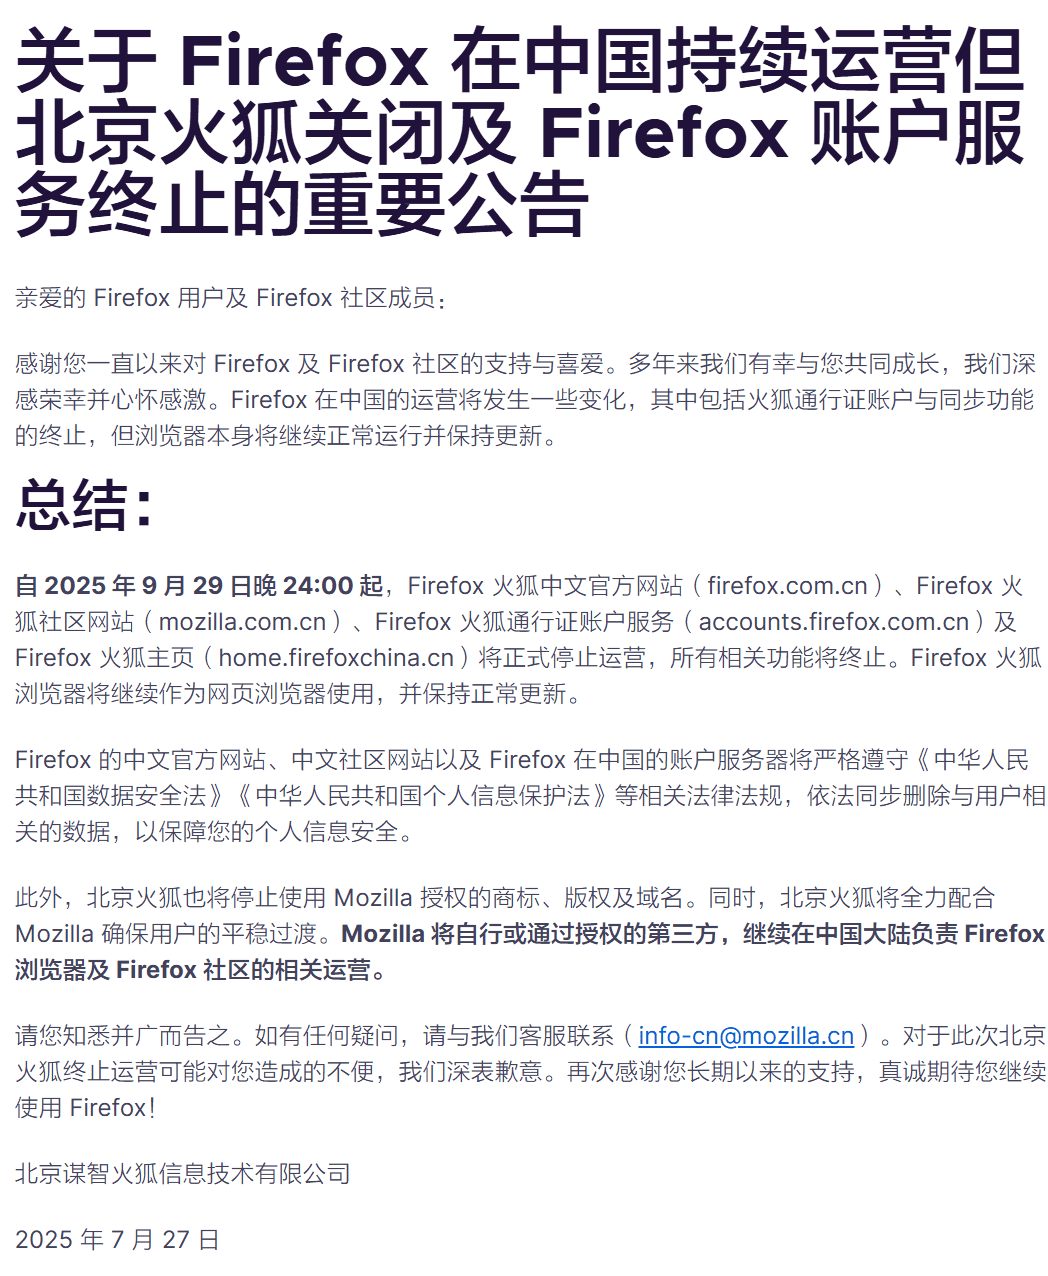 关于 Firefox 在中国持续运营但
北京火狐关闭及 Firefox 账户服
务终止的重要公告
亲爱的 Firefox 用户及 Firefox 社区成员：
感谢您一直以来对 Firefox 及 Firefox 社区的支持与喜爱。多年来我们有幸与您共同成长，我们深
感荣幸并心怀感激。Firefox 在中国的运营将发生一些变化，其中包括火狐通行证账户与同步功能
的终止，但浏览器本身将继续正常运行并保持更新。
总结：
自 2025 年 9 月 29 日晚 24:00 起，Firefox 火狐中文官方网站（firefox.com.cn）、Firefox 火
狐社区网站（mozilla.com.cn）、Firefox 火狐通行证账户服务（accounts.firefox.com.cn）及
Firefox 火狐主页（home.firefoxchina.cn）将正式停止运营，所有相关功能将终止。Firefox 火狐
浏览器将继续作为网页浏览器使用，并保持正常更新。
Firefox 的中文官方网站、中文社区网站以及 Firefox 在中国的账户服务器将严格遵守《中华人民
共和国数据安全法》《中华人民共和国个人信息保护法》等相关法律法规，依法同步删除与用户相
关的数据，以保障您的个人信息安全。
此外，北京火狐也将停止使用 Mozilla 授权的商标、版权及域名。同时，北京火狐将全力配合
Mozilla 确保用户的平稳过渡。Mozilla 将自行或通过授权的第三方，继续在中国大陆负责 Firefox
浏览器及 Firefox 社区的相关运营。
请您知悉并广而告之。如有任何疑问，请与我们客服联系（info-cn@mozilla.cn）。对于此次北京
火狐终止运营可能对您造成的不便，我们深表歉意。再次感谢您长期以来的支持，真诚期待您继续
使用 Firefox！
北京谋智火狐信息技术有限公司
2025 年 7 月 27 日